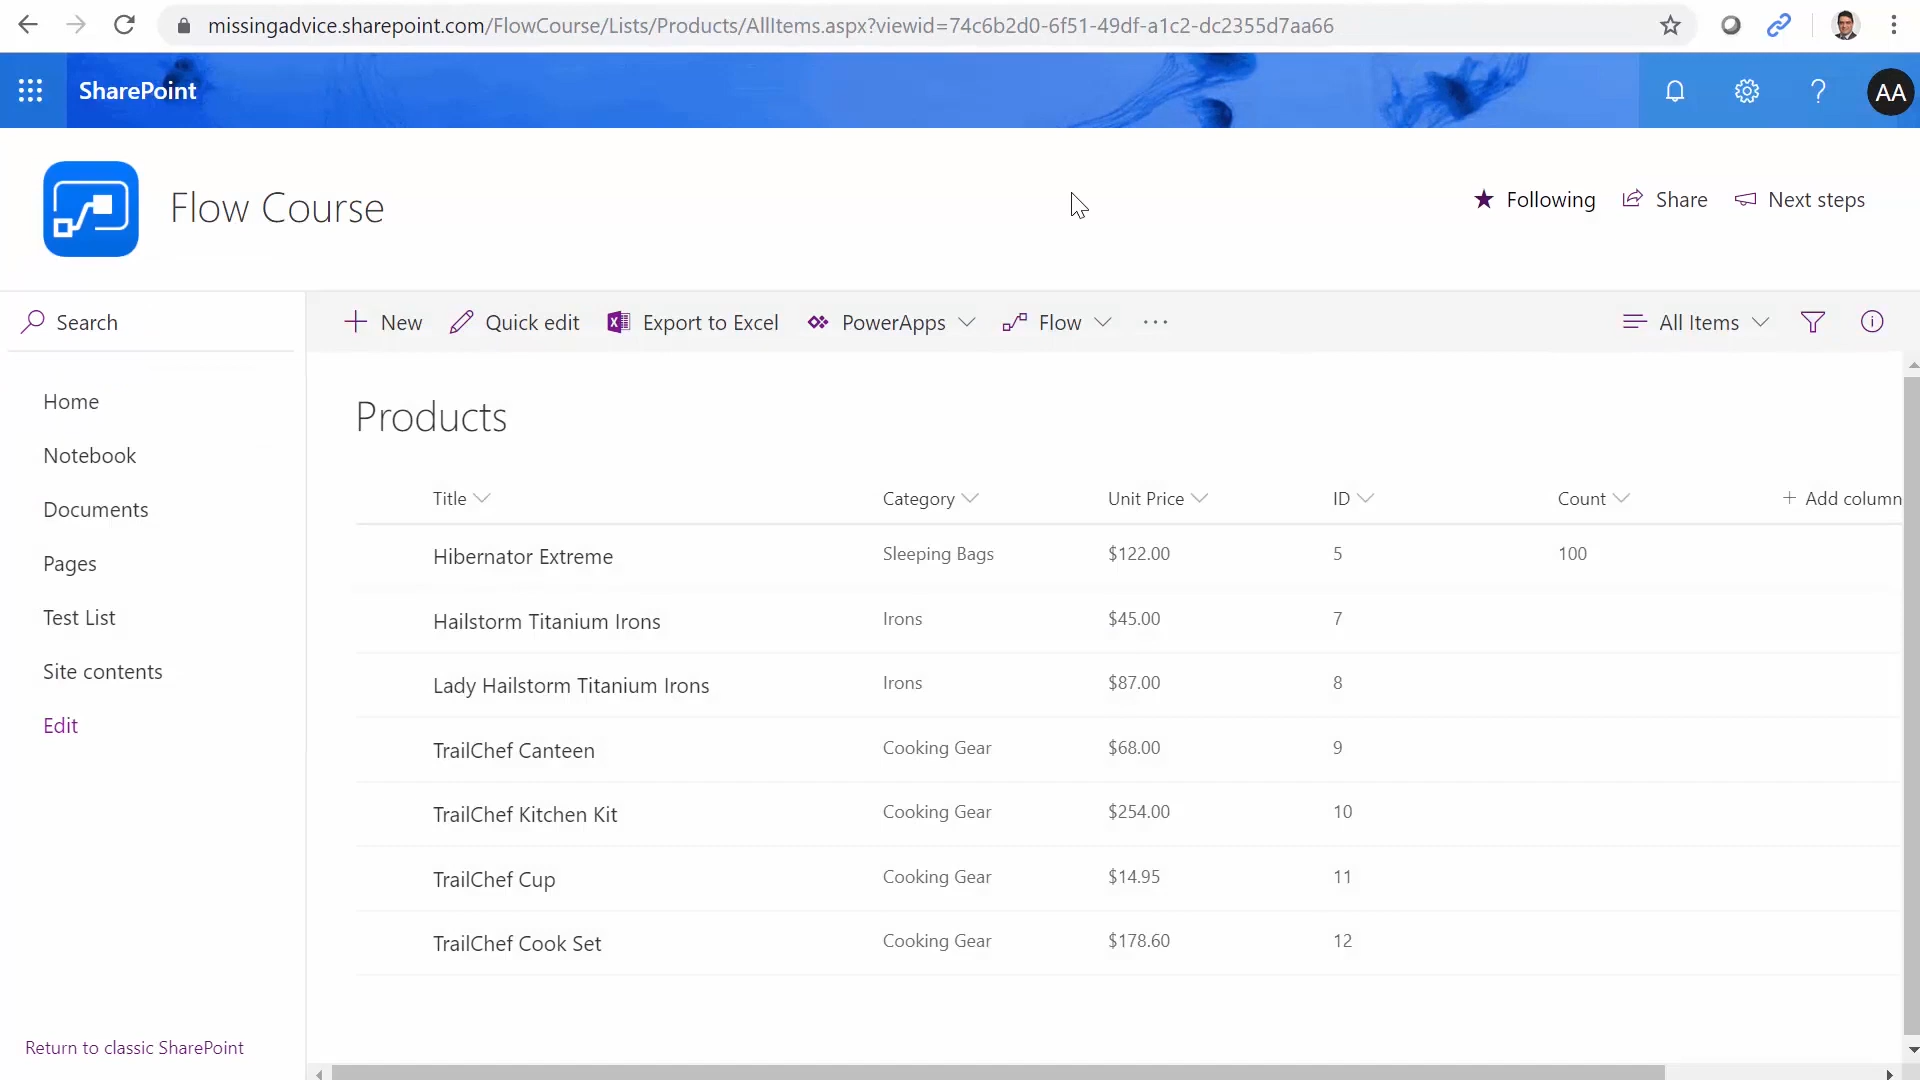 missingadvice.sharepoint.com/FlowCourse/Lists/Products/AllItems.aspx?viewid=74c6b2d0-6f51-49df-a1c2-dc2355d7aa66
SharePoint
? AA
Flow Course
Following Share Next steps
Search
New Quick edit Export to Excel PowerApps Flow ... All Items
Home
Notebook
Documents
Pages
Test List
Site contents
Edit
Return to classic SharePoint
Products
Title Category Unit Price ID Count + Add column
Hibernator Extreme Sleeping Bags $122.00 5 100
Hailstorm Titanium Irons Irons $45.00 7
Lady Hailstorm Titanium Irons Irons $87.00 8
TrailChef Canteen Cooking Gear $68.00 9
TrailChef Kitchen Kit Cooking Gear $254.00 10
TrailChef Cup Cooking Gear $14.95 11
TrailChef Cook Set Cooking Gear $178.60 12